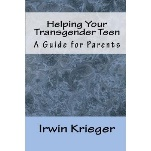 Helping Your
Transgender Teen
A Guide for Parents
Irwin Krieger